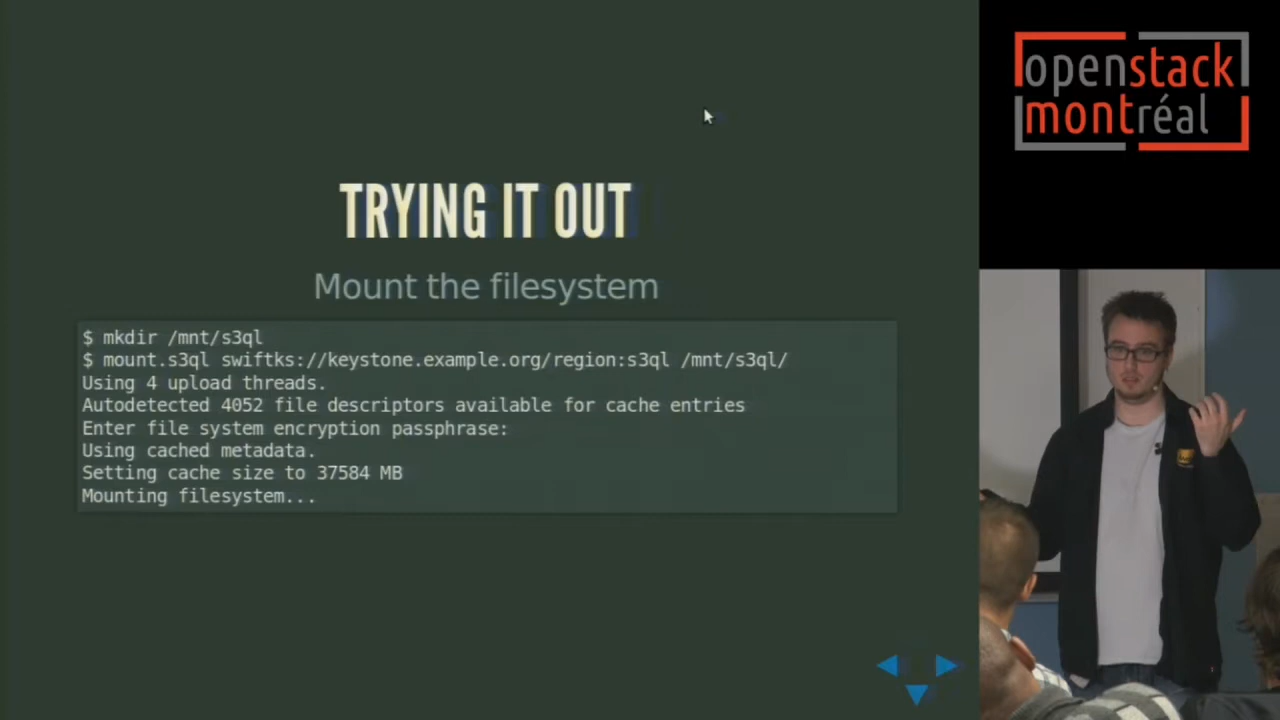 TRYING IT OUT
Mount the filesystem
$ mkdir /mnt/s3ql
$ mount.s3ql swiftks://keystone.example.org/region:s3ql /mnt/s3ql/
Using 4 upload threads.
Autodetected 4052 file descriptors available for cache entries
Enter file system encryption passphrase:
Using cached metadata.
Setting cache size to 37584 MB
Mounting filesystem...
openstack
montréal